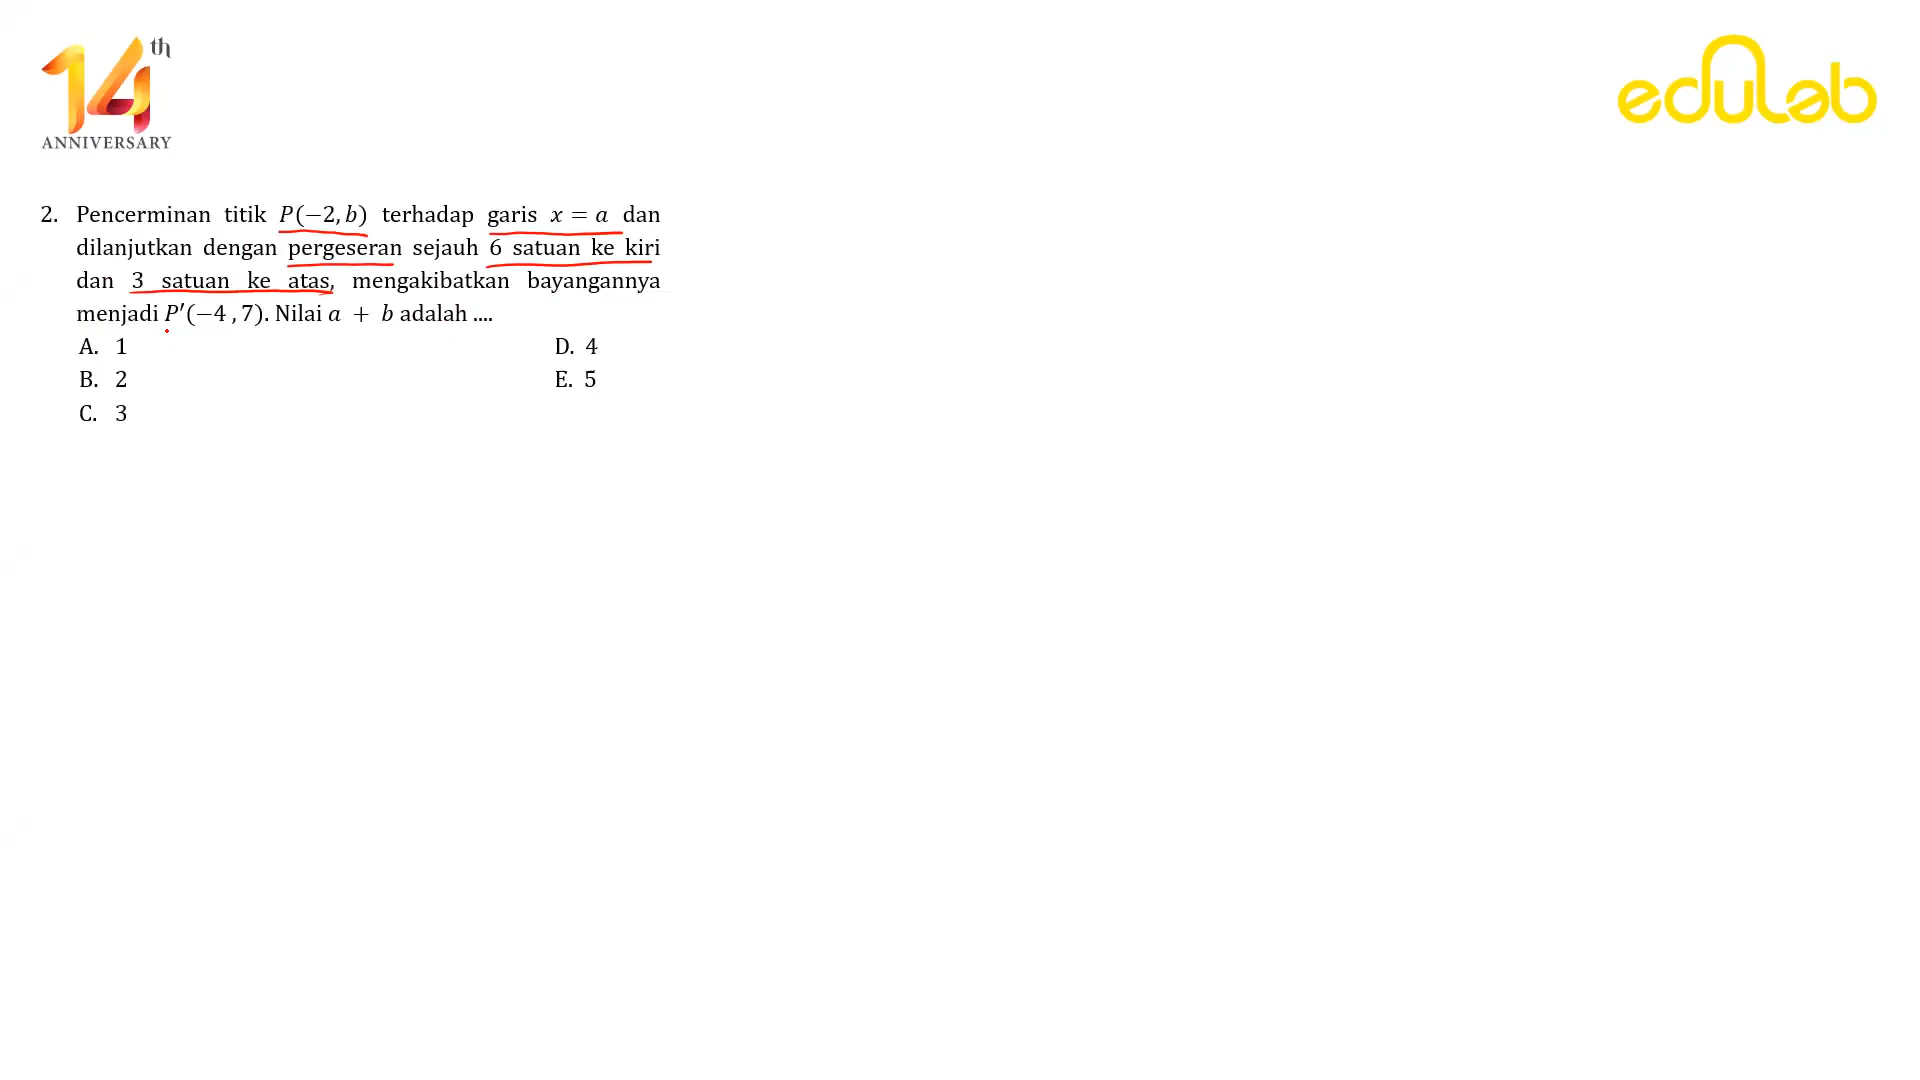 14th
ANNIVERSARY
edulab
2. Pencerminan titik P(−2, b) terhadap garis x = a dan
dilanjutkan dengan pergeseran sejauh 6 satuan ke kiri
dan 3 satuan ke atas, mengakibatkan bayangannya
menjadi P′(−4 , 7). Nilai a + b adalah ....
A. 1
B. 2
C. 3
D. 4
E. 5